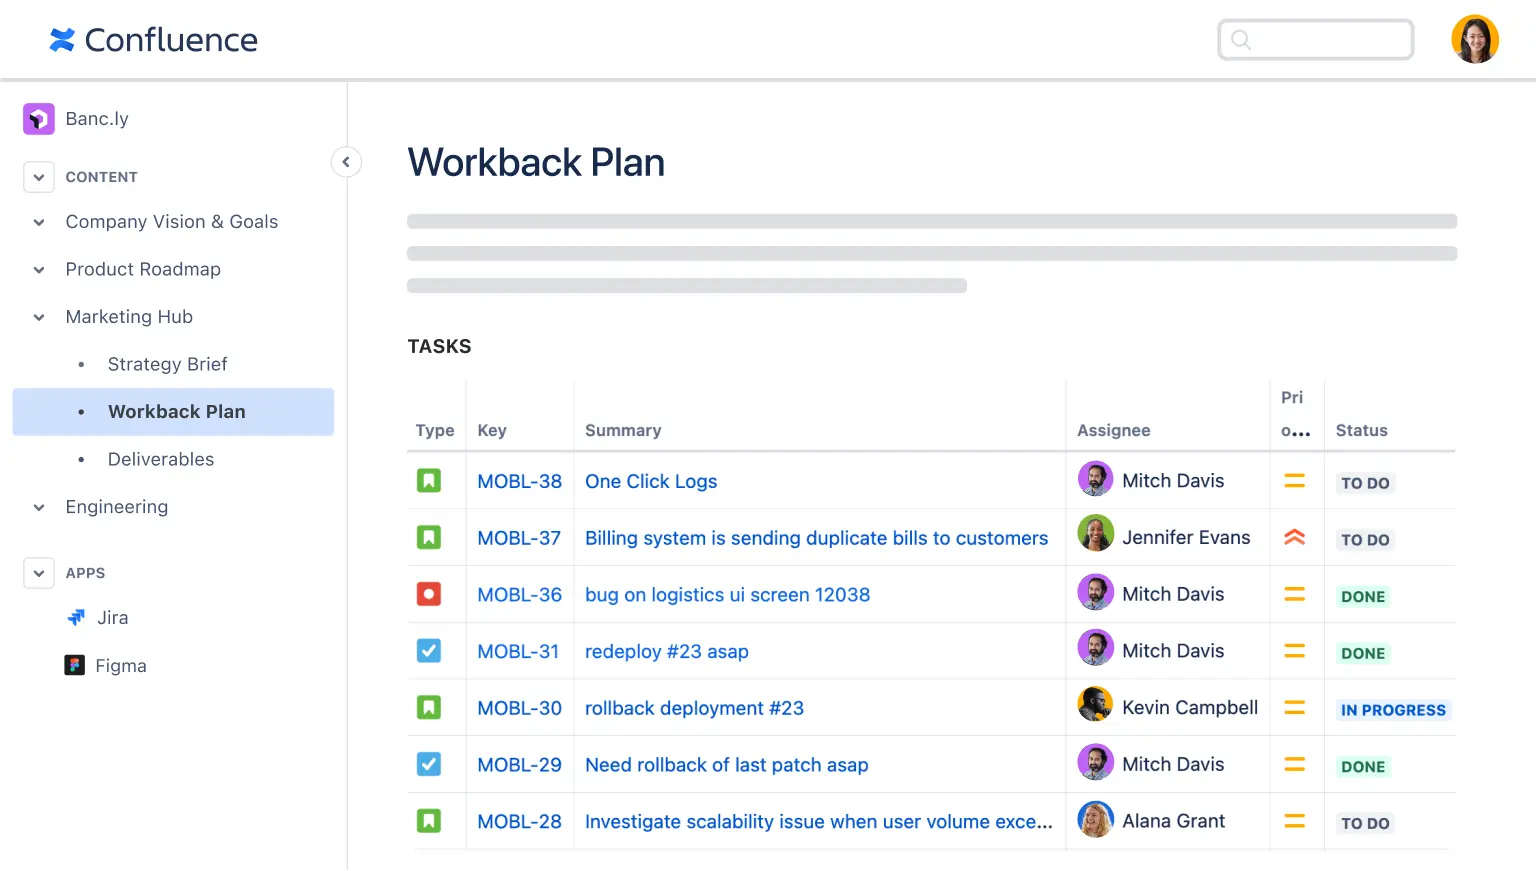 Confluence
Banc.ly
CONTENT
Company Vision & Goals
Product Roadmap
Marketing Hub
• Strategy Brief
• Workback Plan
• Deliverables
Engineering
APPS
Jira
Figma
Workback Plan
TASKS
Type Key Summary Assignee Prio... Status
MOBL-38 One Click Logs Mitch Davis TO DO
MOBL-37 Billing system is sending duplicate bills to customers Jennifer Evans TO DO
MOBL-36 bug on logistics ui screen 12038 Mitch Davis DONE
MOBL-31 redeploy #23 asap Mitch Davis DONE
MOBL-30 rollback deployment #23 Kevin Campbell IN PROGRESS
MOBL-29 Need rollback of last patch asap Mitch Davis DONE
MOBL-28 Investigate scalability issue when user volume exce... Alana Grant TO DO